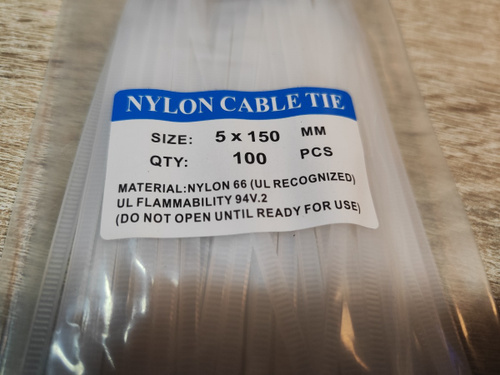 NYLON CABLE TIE
SIZE: 5 x 150 MM
QTY: 100 PCS
MATERIAL:NYLON 66 (UL RECOGNIZED)
UL FLAMMABILITY 94V.2
(DO NOT OPEN UNTIL READY FOR USE)